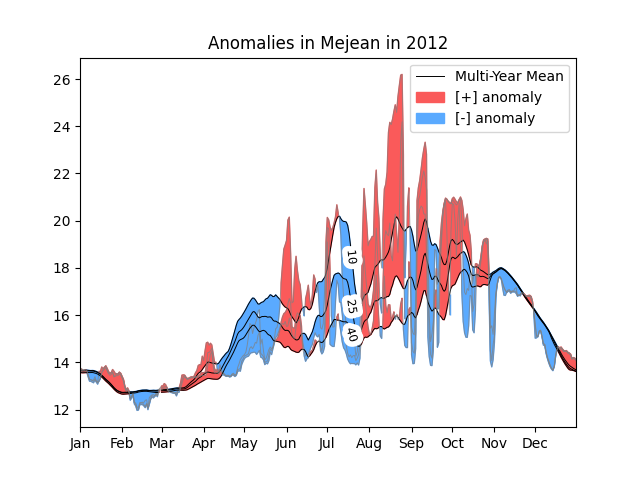 Anomalies in Mejean in 2012
Multi-Year Mean
[+] anomaly
[-] anomaly
26
24
22
20
18
16
14
12
10
25
40
Jan Feb Mar Apr May Jun Jul Aug Sep Oct Nov Dec